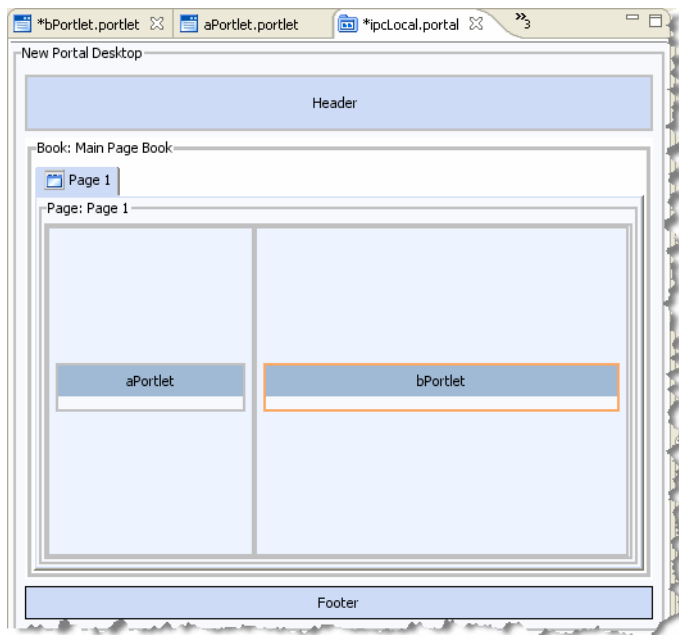 *bPortlet.portlet aPortlet.portlet *ipcLocal.portal »3
New Portal Desktop
Header
Book: Main Page Book
Page 1
Page: Page 1
aPortlet bPortlet
Footer